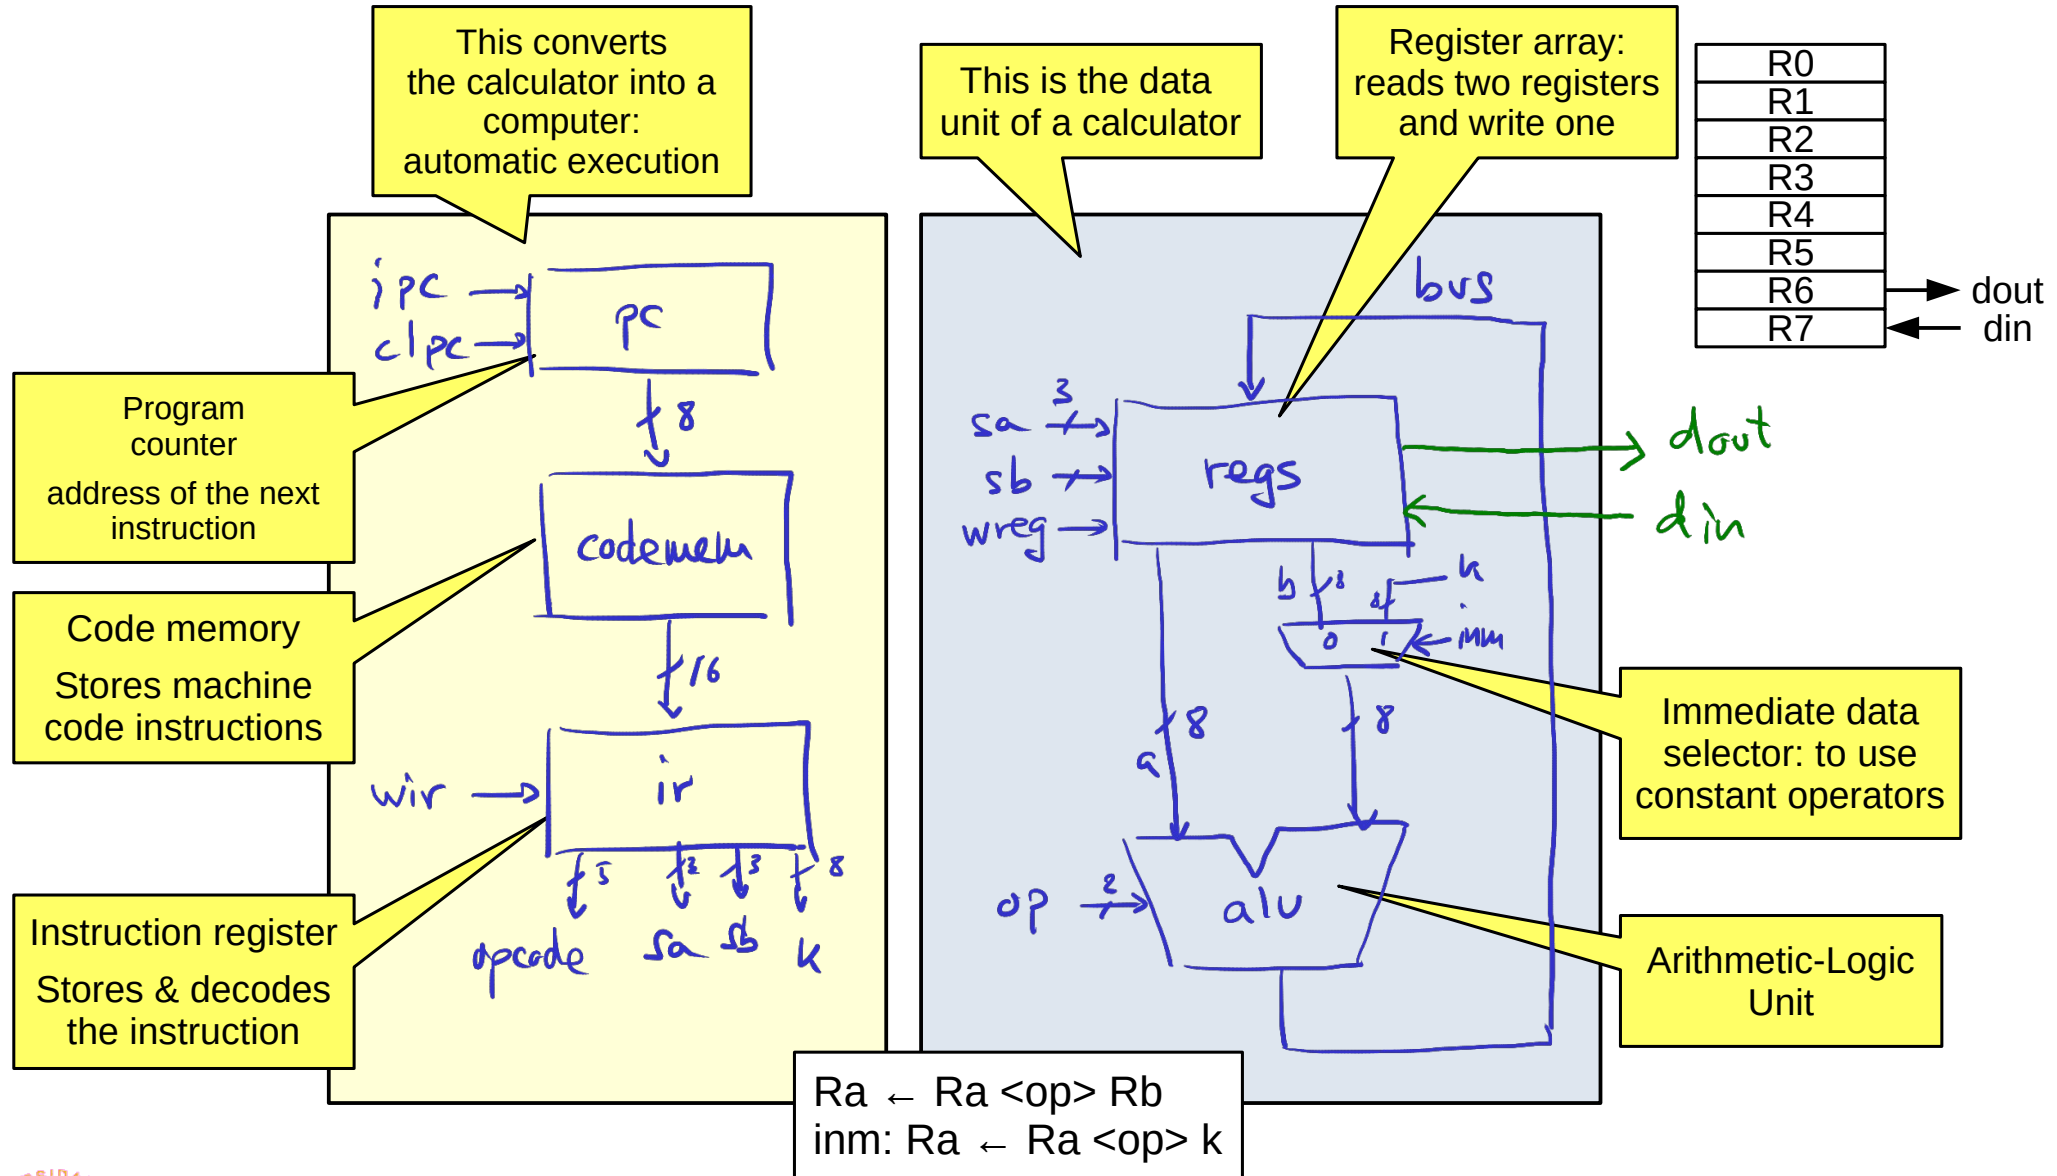 This converts
the calculator into a
computer:
automatic execution
This is the data
unit of a calculator
Register array:
reads two registers
and write one
R0
R1
R2
R3
R4
R5
R6
R7
dout
din
ipc
clpc
pc
8
Program
counter
address of the next
instruction
codemem
16
Code memory
Stores machine
code instructions
wir
ir
5
3
8
opcode
sa
sb
k
Instruction register
Stores & decodes
the instruction
bus
sa
3
sb
wreg
regs
dout
din
b
8
8
k
0
1
inm
8
a
8
op
2
alu
Immediate data
selector: to use
constant operators
Arithmetic-Logic
Unit
Ra ← Ra <op> Rb
inm: Ra ← Ra <op> k